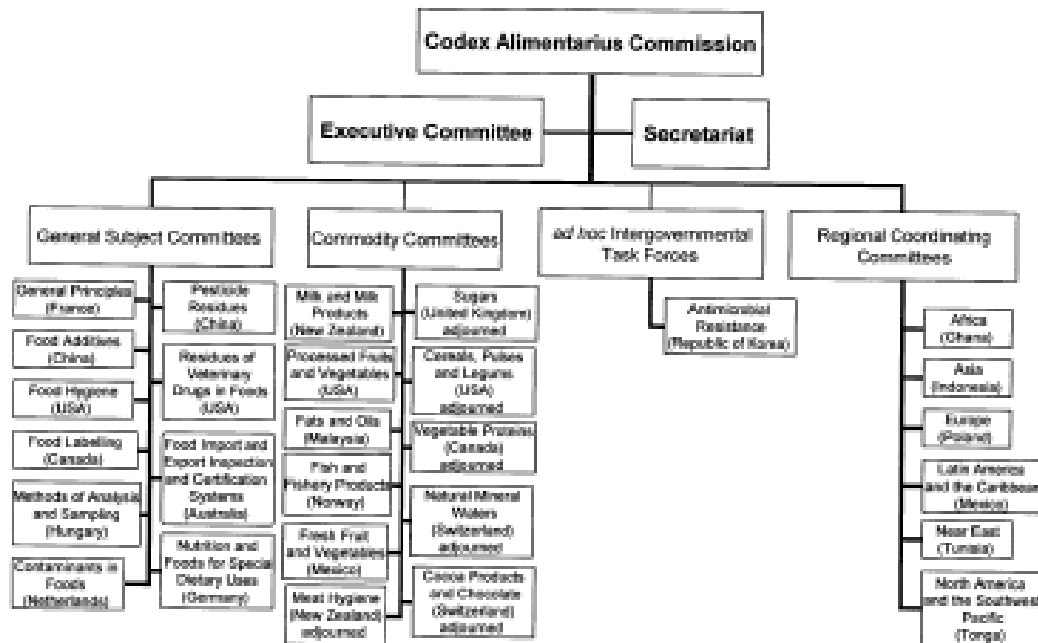 Codex Alimentarius Commission
Executive Committee
Secretariat
General Subject Committees
General Principles
(France)
Food Additives
(China)
Food Hygiene
(USA)
Food Labelling
(Canada)
Methods of Analysis
and Sampling
(Hungary)
Contaminants in
Foods
(Netherlands)
Pesticide
Residues
(China)
Residues of
Veterinary
Drugs in Foods
(USA)
Food Import and
Export Inspection
and Certification
Systems
(Australia)
Nutrition and
Foods for Special
Dietary Uses
(Germany)
Commodity Committees
Milk and Milk
Products
(New Zealand)
Processed Fruits
and Vegetables
(USA)
Fats and Oils
(Malaysia)
Fish and
Fishery Products
(Norway)
Fresh Fruit
and Vegetables
(Mexico)
Meat Hygiene
(New Zealand)
adjourned
Sugars
(United Kingdom)
adjourned
Cereals, Pulses
and Legums
(USA)
adjourned
Vegetable Proteins
(Canada)
adjourned
Natural Mineral
Waters
(Switzerland)
adjourned
Cocoa Products
and Chocolate
(Switzerland)
adjourned
ad hoc Intergovernmental
Task Forces
Antimicrobial
Resistance
(Republic of Korea)
Regional Coordinating
Committees
Africa
(Ghana)
Asia
(Indonesia)
Europe
(Poland)
Latin America
and the Caribbean
(Mexico)
Near East
(Tunisia)
North America
and the Southwest
Pacific
(Tonga)